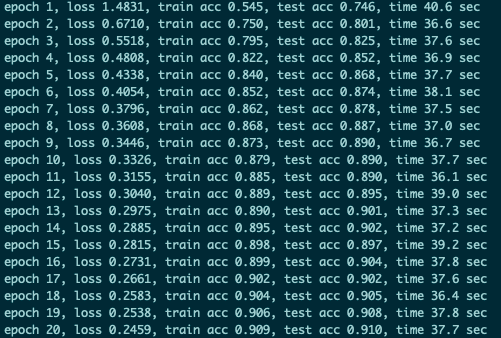 epoch 1, loss 1.4831, train acc 0.545, test acc 0.746, time 40.6 sec
epoch 2, loss 0.6710, train acc 0.750, test acc 0.801, time 36.6 sec
epoch 3, loss 0.5518, train acc 0.795, test acc 0.825, time 37.6 sec
epoch 4, loss 0.4808, train acc 0.822, test acc 0.852, time 36.9 sec
epoch 5, loss 0.4338, train acc 0.840, test acc 0.868, time 37.7 sec
epoch 6, loss 0.4054, train acc 0.852, test acc 0.874, time 38.1 sec
epoch 7, loss 0.3796, train acc 0.862, test acc 0.878, time 37.5 sec
epoch 8, loss 0.3608, train acc 0.868, test acc 0.887, time 37.0 sec
epoch 9, loss 0.3446, train acc 0.873, test acc 0.890, time 36.7 sec
epoch 10, loss 0.3326, train acc 0.879, test acc 0.890, time 37.7 sec
epoch 11, loss 0.3155, train acc 0.885, test acc 0.890, time 36.1 sec
epoch 12, loss 0.3040, train acc 0.889, test acc 0.895, time 39.0 sec
epoch 13, loss 0.2975, train acc 0.890, test acc 0.901, time 37.3 sec
epoch 14, loss 0.2885, train acc 0.895, test acc 0.902, time 37.2 sec
epoch 15, loss 0.2815, train acc 0.898, test acc 0.897, time 39.2 sec
epoch 16, loss 0.2731, train acc 0.899, test acc 0.904, time 37.8 sec
epoch 17, loss 0.2661, train acc 0.902, test acc 0.902, time 37.6 sec
epoch 18, loss 0.2583, train acc 0.904, test acc 0.905, time 36.4 sec
epoch 19, loss 0.2538, train acc 0.906, test acc 0.908, time 37.8 sec
epoch 20, loss 0.2459, train acc 0.909, test acc 0.910, time 37.7 sec